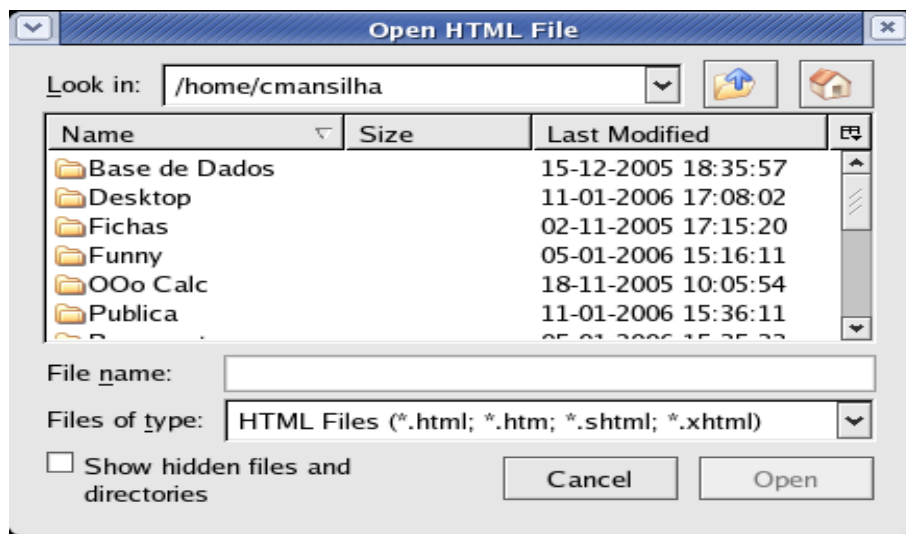 Open HTML File
Look in: /home/cmansilha
Name Size Last Modified
Base de Dados 15-12-2005 18:35:57
Desktop 11-01-2006 17:08:02
Fichas 02-11-2005 17:15:20
Funny 05-01-2006 15:16:11
OOo Calc 18-11-2005 10:05:54
Publica 11-01-2006 15:36:11
File name:
Files of type: HTML Files (*.html; *.htm; *.shtml; *.xhtml)
Show hidden files and
directories
Cancel Open